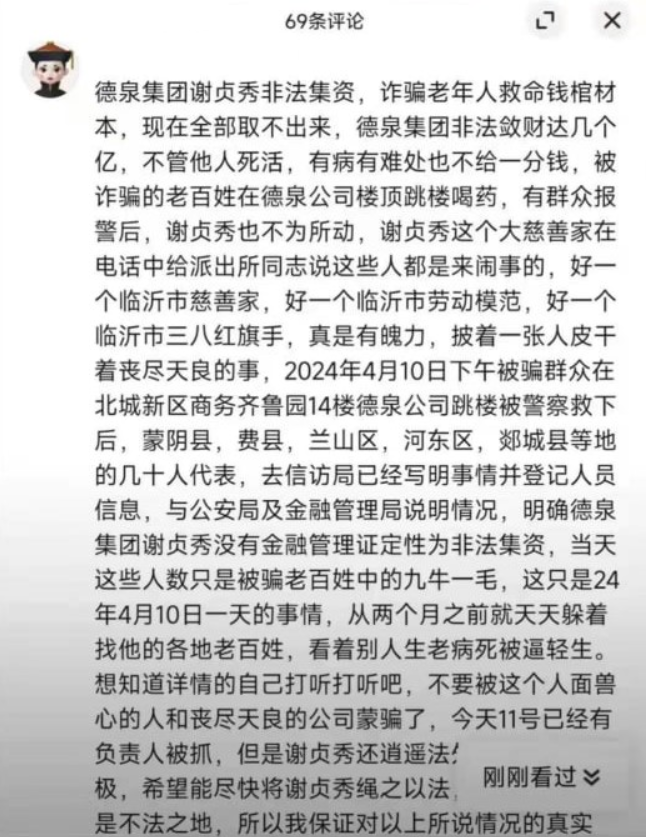 69条评论
德泉集团谢贞秀非法集资，诈骗老年人救命钱棺材
本，现在全部取不出来，德泉集团非法敛财达几个
亿，不管他人死活，有病有难处也不给一分钱，被
诈骗的老百姓在德泉公司楼顶跳楼喝药，有群众报
警后，谢贞秀也不为所动，谢贞秀这个大慈善家在
电话中给派出所同志说这些人都是来闹事的，好一
个临沂市慈善家，好一个临沂市劳动模范，好一个
临沂市三八红旗手，真是有魄力，披着一张人皮干
着丧尽天良的事，2024年4月10日下午被骗群众在
北城新区商务齐鲁园14楼德泉公司跳楼被警察救下
后，蒙阴县，费县，兰山区，河东区，郯城县等地
的几十人代表，去信访局已经写明事情并登记人员
信息，与公安局及金融管理局说明情况，明确德泉
集团谢贞秀没有金融管理证定性为非法集资，当天
这些人数只是被骗老百姓中的九牛一毛，这只是24
年4月10日一天的事情，从两个月之前就天天躲着
找他的各地老百姓，看着别人生老病死被逼轻生。
想知道详情的自己打听打听吧，不要被这个人面兽
心的人和丧尽天良的公司蒙骗了，今天11号已经有
负责人被抓，但是谢贞秀还逍遥法
极，希望能尽快将谢贞秀绳之以法
刚刚看过
是不法之地，所以我保证对以上所说情况的真实